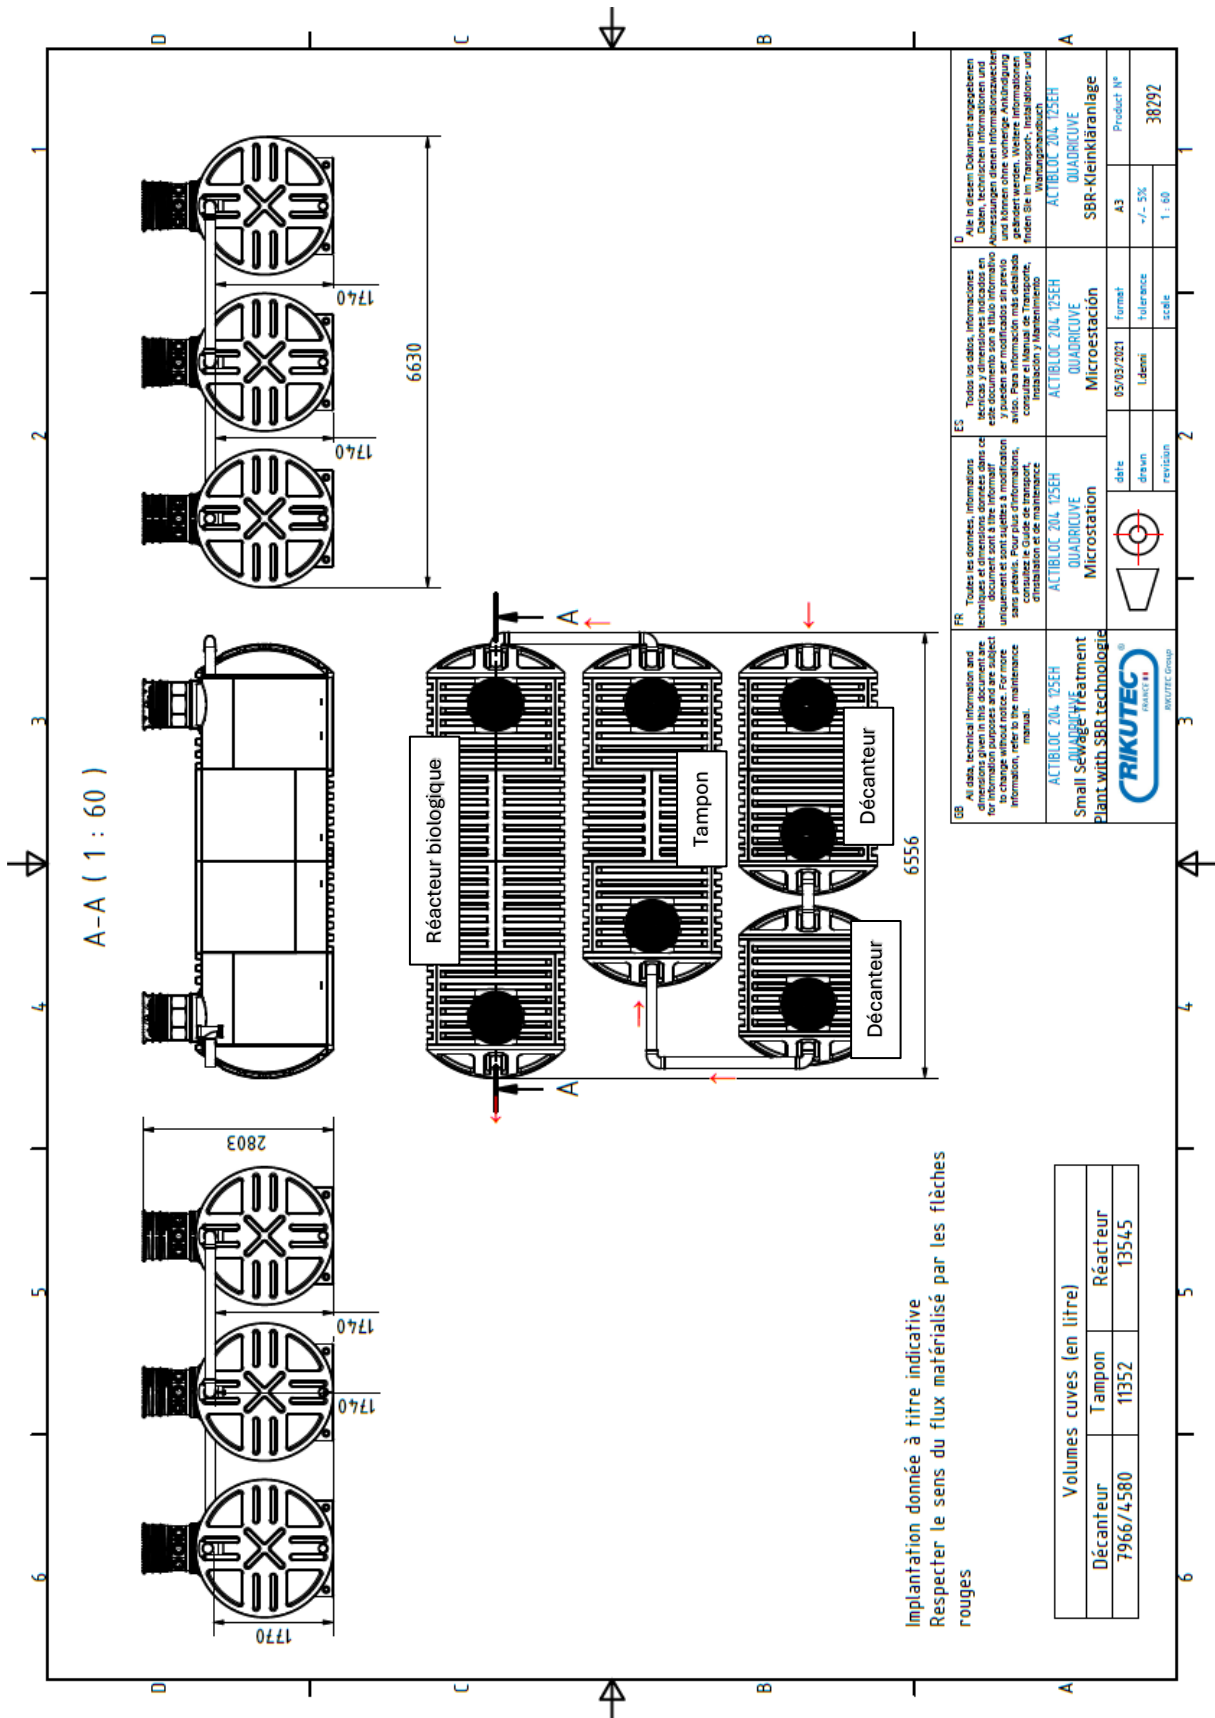 A-A ( 1 : 60 )
D
C
B
A
1
2
3
4
5
6
D
C
B
A
1
2
3
4
5
6
1770
1740
1740
2803
1740
1740
6630
6556
A
A
Réacteur biologique
Tampon
Décanteur
Décanteur
Implantation donnée à titre indicative
Respecter le sens du flux matérialisé par les flèches
rouges
Volumes cuves (en litre)
Décanteur Tampon Réacteur
7966/4580 11352 13545
GB
All data, technical information and
dimensions given in this document are
for information purposes and are subject
to change without notice. For more
information, refer to the maintenance
manual.
FR
Toutes les données, informations
techniques et dimensions données dans ce
document sont à titre informatif
uniquement et sont sujettes à modification
sans préavis. Pour plus d'informations,
consultez le Guide de transport,
d'installation et de maintenance
ES
Todos los datos, informaciones
técnicas y dimensiones indicados en
este documento son a título informativo
y pueden ser modificados sin previo
aviso. Para información más detallada
consultar el Manual de Transporte,
Instalación y Mantenimiento
D
Alle in diesem Dokument angegebenen
Daten, technischen Informationen und
Abmessungen dienen Informationszwecken
und können ohne vorherige Ankündigung
geändert werden. Weitere Informationen
finden Sie im Transport-, Installations- und
Wartungshandbuch
ACTIBLOC 204 125EH
QUADRICUVE
Small Sewage Treatment
Plant with SBR technologie
ACTIBLOC 204 125EH
QUADRICUVE
Microstation
ACTIBLOC 204 125EH
QUADRICUVE
Microestación
ACTIBLOC 204 125EH
QUADRICUVE
SBR-Kleinkläranlage
RIKUTEC®
FRANCE
RIKUTEC Group
date 05/03/2021 format A3 Product N°
drawn l.denni tulerance +/- 5% 38292
revision scale 1 : 60